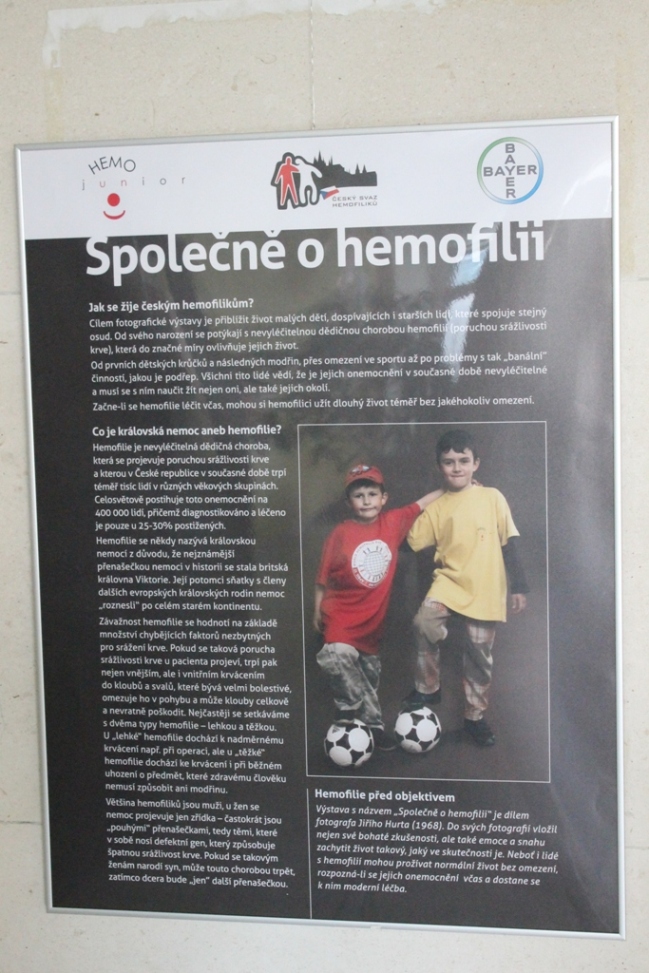 HEMO
junior
ČESKÝ SVAZ
HEMOFILIKŮ
BAYER
BAYER
Společně o hemofilii
Jak se žije českým hemofilikům?
Cílem fotografické výstavy je přiblížit život malých dětí, dospívajících i starších lidí, které spojuje stejný
osud. Od svého narození se potýkají s nevyléčitelnou dědičnou chorobou hemofilií (poruchou srážlivosti
krve), která do značné míry ovlivňuje jejich život.
Od prvních dětských krůčků a následných modřin, přes omezení ve sportu až po problémy s tak „banální"
činností, jakou je podřep. Všichni tito lidé vědí, že je jejich onemocnění v současné době nevyléčitelné
a musí se s ním naučit žít nejen oni, ale také jejich okolí.
Začne-li se hemofilie léčit včas, mohou si hemofilici užít dlouhý život téměř bez jakéhokoliv omezení.
Co je královská nemoc aneb hemofilie?
Hemofilie je nevyléčitelná dědičná choroba,
která se projevuje poruchou srážlivosti krve
a kterou v České republice v současné době trpí
téměř tisíc lidí v různých věkových skupinách.
Celosvětově postihuje toto onemocnění na
400 000 lidí, přičemž diagnostikováno a léčeno
je pouze u 25-30% postižených.
Hemofilie se někdy nazývá královskou
nemocí z důvodu, že nejznámější
přenašečkou nemoci v historii se stala britská
královna Viktorie. Její potomci sňatky s členy
dalších evropských královských rodin nemoc
„roznesli" po celém starém kontinentu.
Závažnost hemofilie se hodnotí na základě
množství chybějících faktorů nezbytných
pro srážení krve. Pokud se taková porucha
srážlivosti krve u pacienta projeví, trpí pak
nejen vnějším, ale i vnitřním krvácením
do kloubů a svalů, které bývá velmi bolestivé,
omezuje ho v pohybu a může klouby celkově
a nevratně poškodit. Nejčastěji se setkáváme
s dvěma typy hemofilie – lehkou a těžkou.
U „lehké" hemofilie dochází k nadměrnému
krvácení např. při operaci, ale u „těžké"
hemofilie dochází ke krvácení i při běžném
uhození o předmět, které zdravému člověku
nemusí způsobit ani modřinu.
Většina hemofiliků jsou muži, u žen se
nemoc projevuje jen zřídka – častokrát jsou
„pouhými" přenašečkami, tedy těmi, které
v sobě nosí defektní gen, který způsobuje
špatnou srážlivost krve. Pokud se takovým
ženám narodí syn, může touto chorobou trpět,
zatímco dcera bude „jen" další přenašečkou.
Hemofilie před objektivem
Výstava s názvem „Společně o hemofilii" je dílem
fotografa Jiřího Hurta (1968). Do svých fotografií vložil
nejen své bohaté zkušenosti, ale také emoce a snahu
zachytit život takový, jaký ve skutečnosti je. Neboť i lidé
s hemofilií mohou prožívat normální život bez omezení,
rozpozná-li se jejich onemocnění včas a dostane se
k nim moderní léčba.